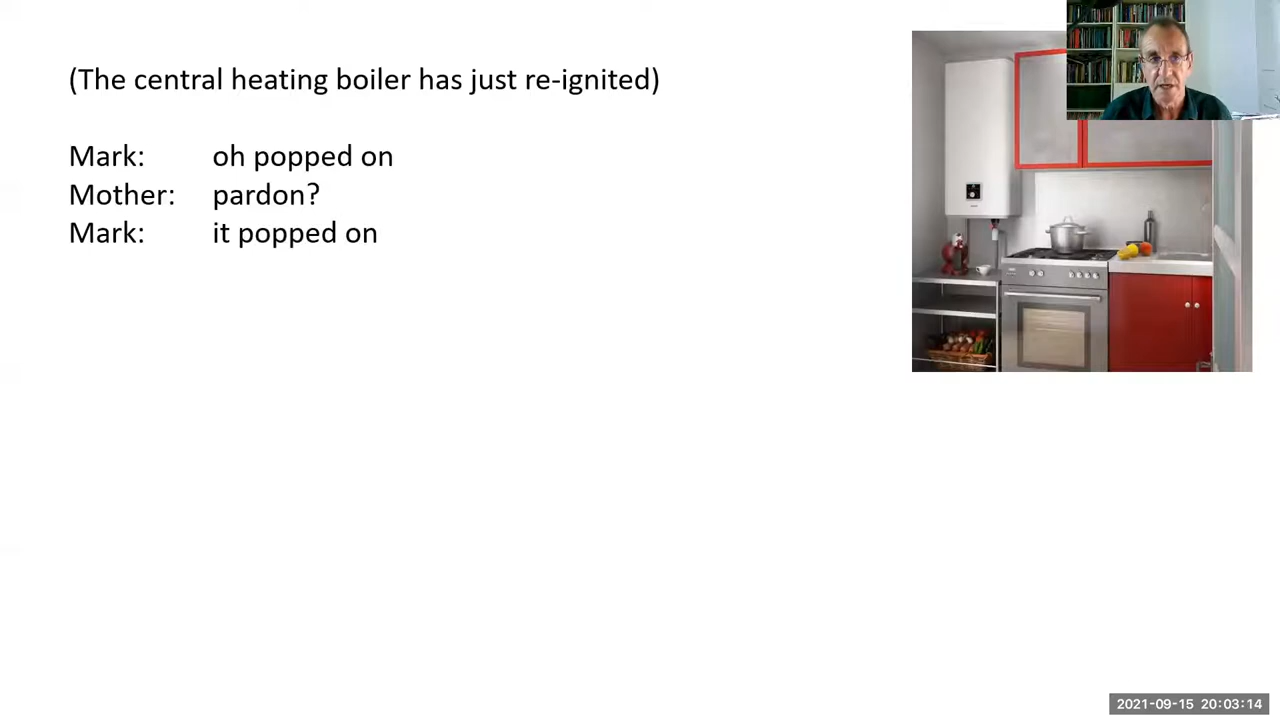 (The central heating boiler has just re-ignited)
Mark: oh popped on
Mother: pardon?
Mark: it popped on
2021-09-15 20:03:14